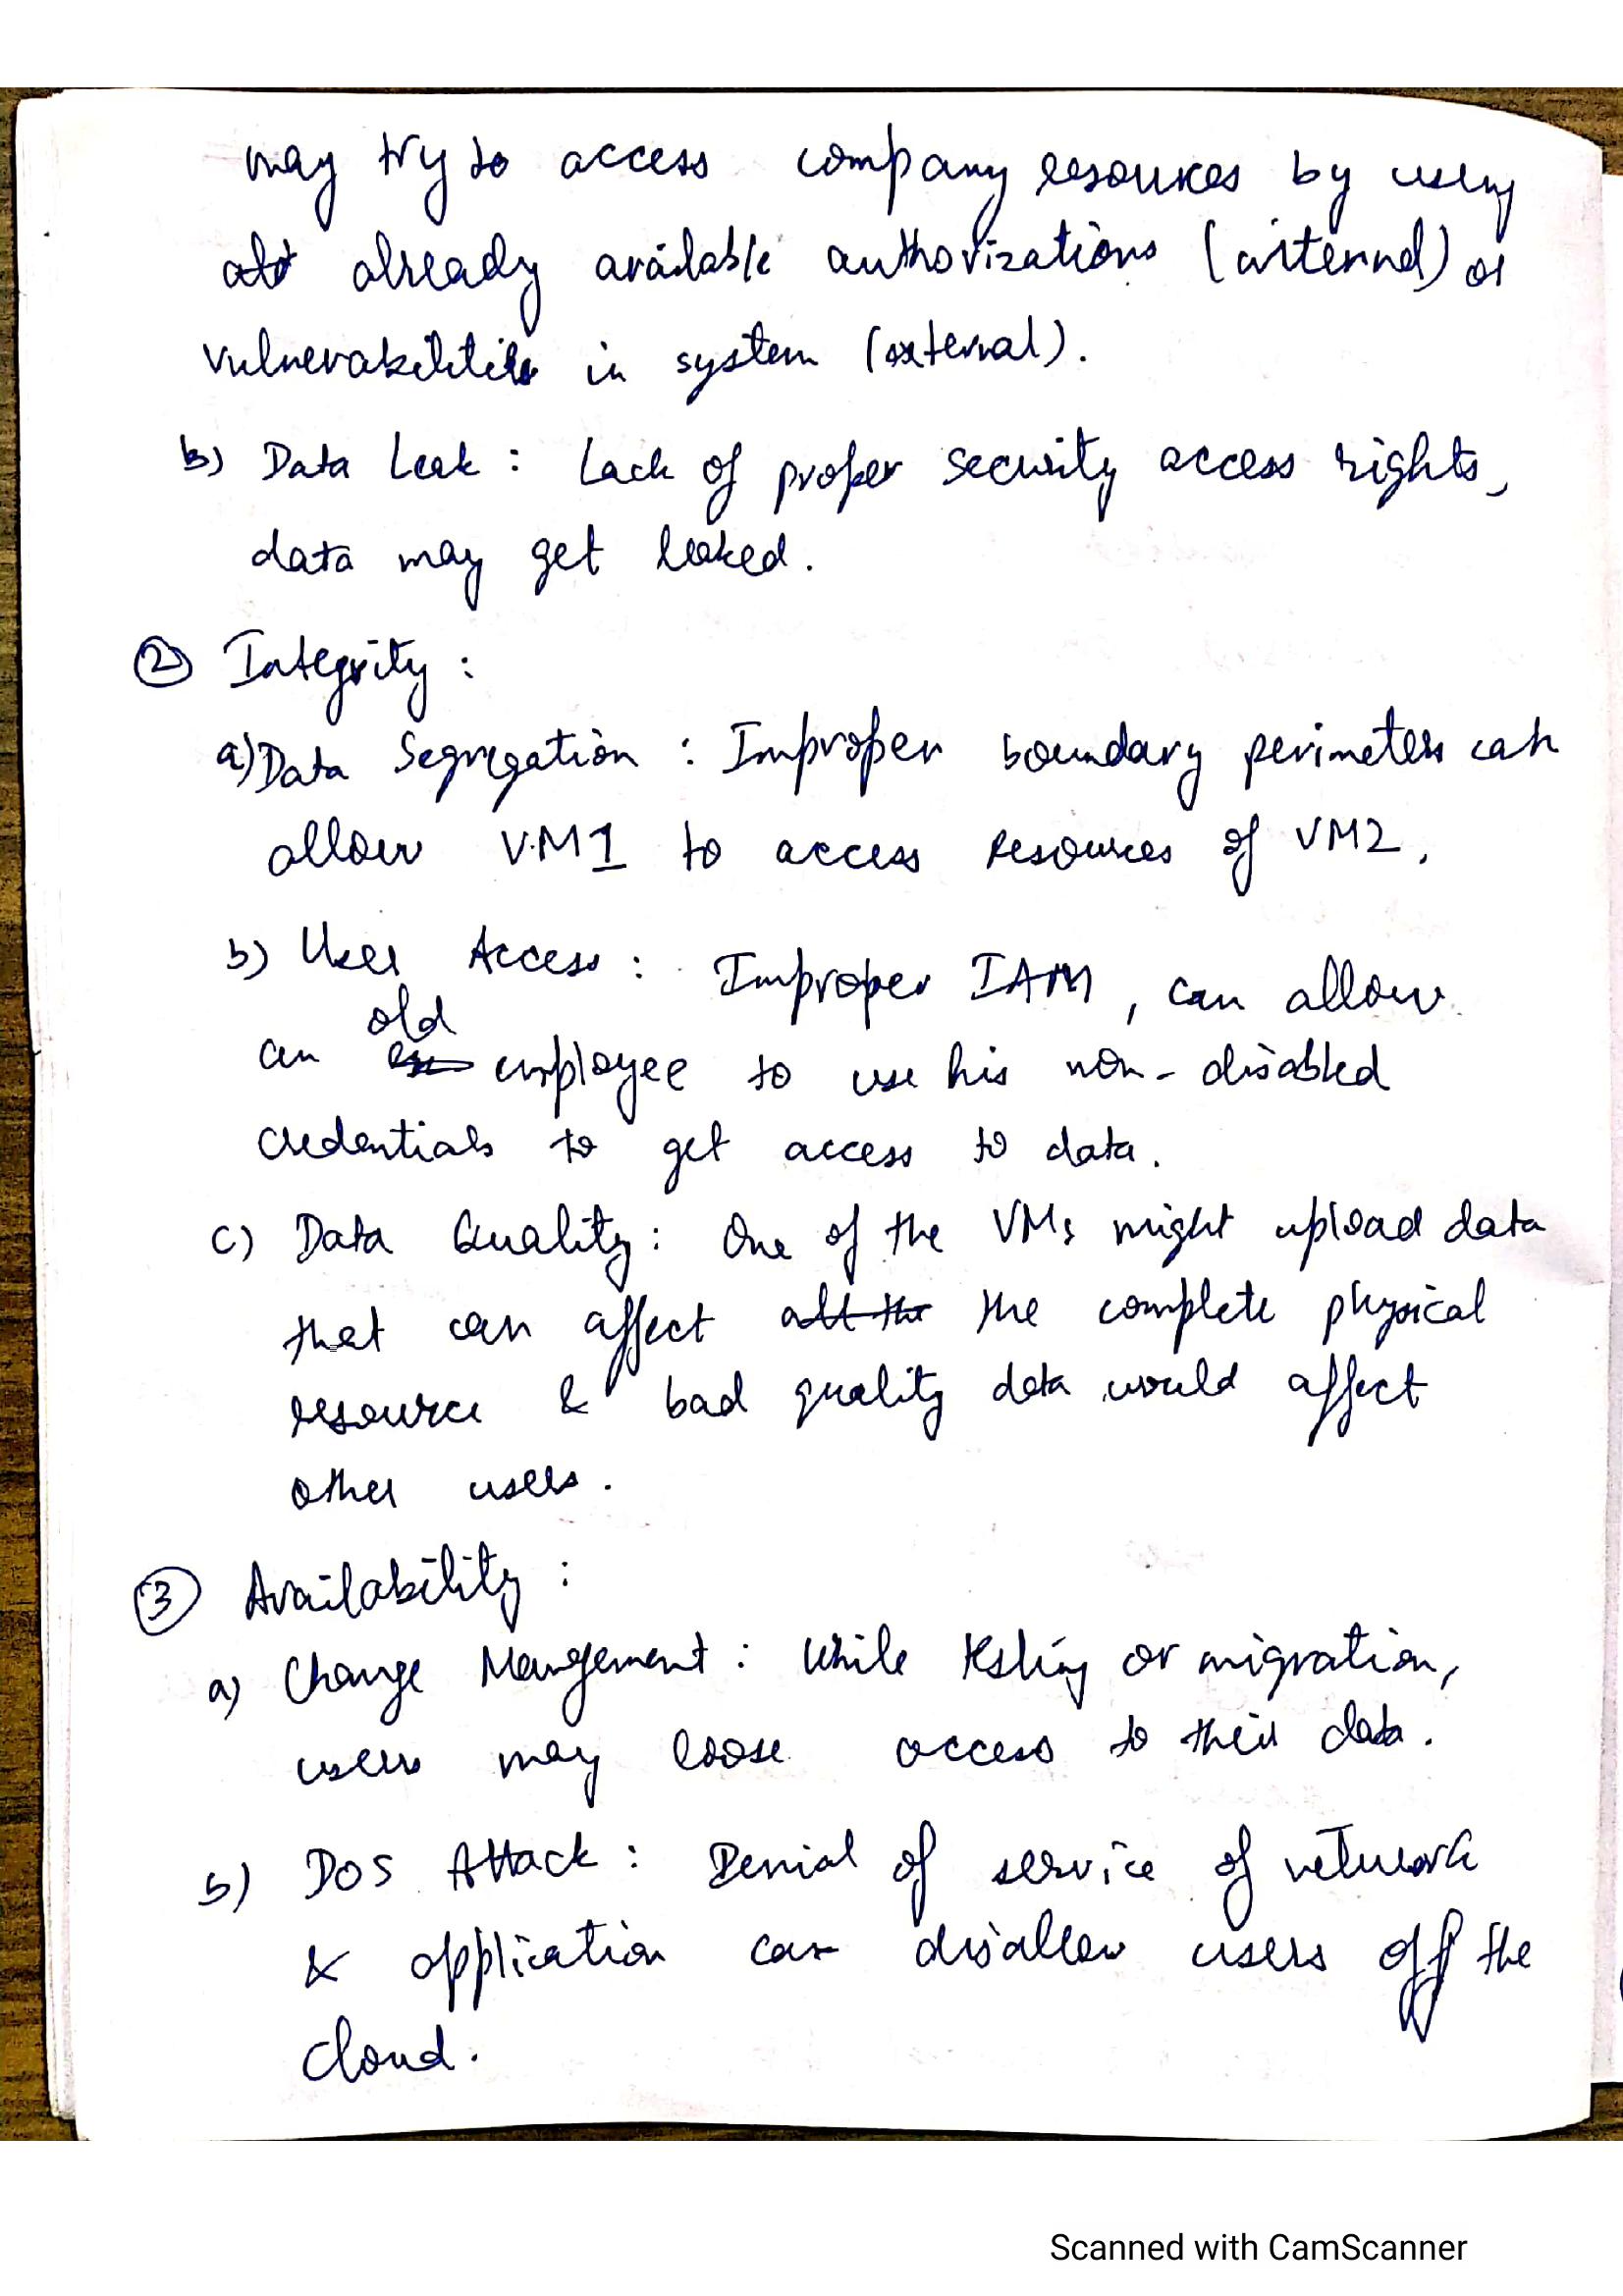 may try to access company resources by using
already available authorizations (internal) or
vulnerabilities in system (external).
b) Data Leak : Lack of proper security access rights,
data may get leaked.
② Integrity :
a) Data Segregation : Improper boundary perimeters can
allow VM1 to access resources of VM2.
b) User Access : Improper IAM, can allow
old
an employee to use his non-disabled
credentials to get access to data.
c) Data Quality : One of the VMs might upload data
that can affect all the the complete physical
resource & bad quality data would affect
other users.
③ Availability :
a) Change Mangement : While testing or migration,
users may loose access to their data.
b) DOS Attack : Denial of service of network
& application can disallow users off the
cloud.
Scanned with CamScanner